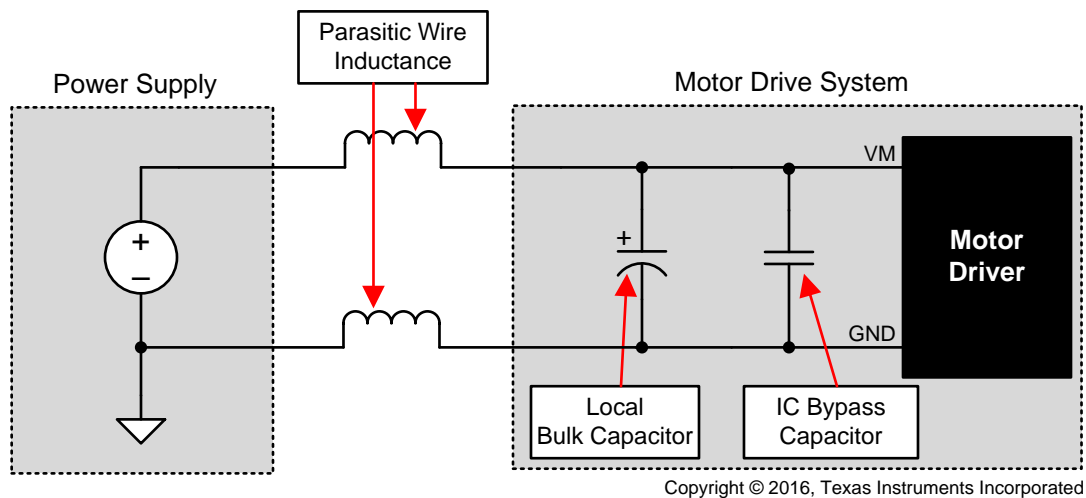 Parasitic Wire
Inductance
Power Supply
Motor Drive System
VM
+
–
+
Motor
Driver
GND
Local
Bulk Capacitor
IC Bypass
Capacitor
Copyright © 2016, Texas Instruments Incorporated